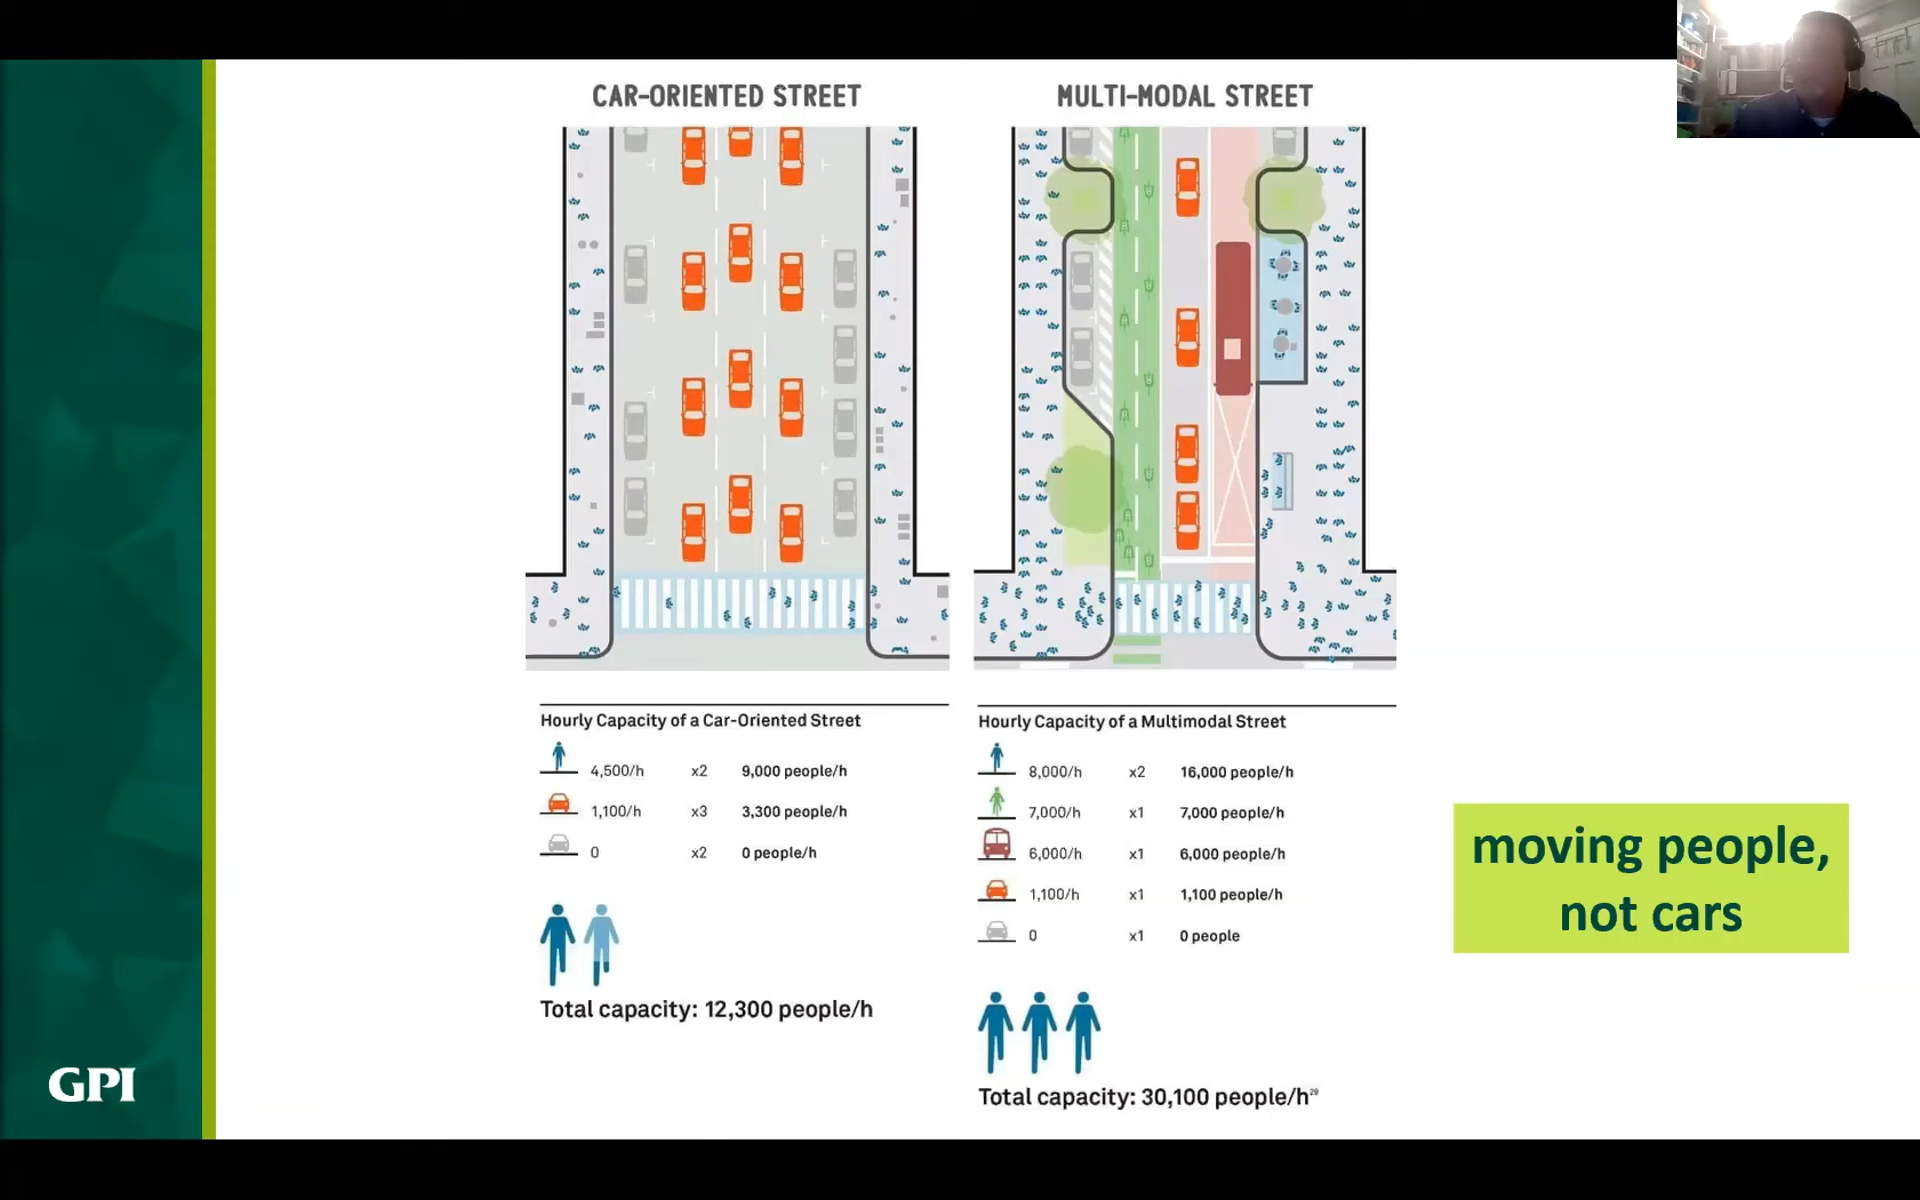 CAR-ORIENTED STREET
MULTI-MODAL STREET
Hourly Capacity of a Car-Oriented Street
4,500/h x2 9,000 people/h
1,100/h x3 3,300 people/h
0 x2 0 people/h
Total capacity: 12,300 people/h
Hourly Capacity of a Multimodal Street
8,000/h x2 16,000 people/h
7,000/h x1 7,000 people/h
6,000/h x1 6,000 people/h
1,100/h x1 1,100 people/h
0 x1 0 people
Total capacity: 30,100 people/h²⁹
moving people,
not cars
GPI